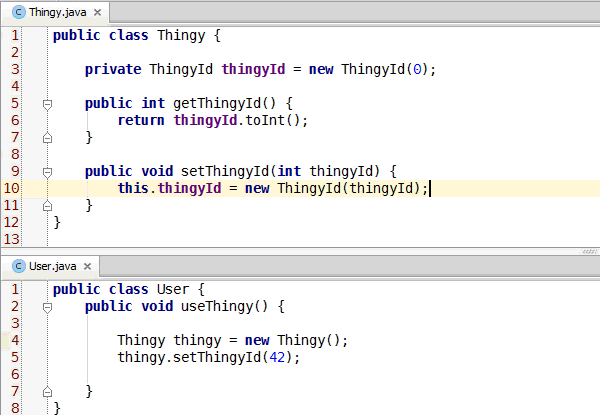 Thingy.java
1 public class Thingy {
2
3     private ThingyId thingyId = new ThingyId(0);
4
5     public int getThingyId() {
6         return thingyId.toInt();
7     }
8
9     public void setThingyId(int thingyId) {
10         this.thingyId = new ThingyId(thingyId);
11     }
12 }
13
C User.java
1 public class User {
2     public void useThingy() {
3
4         Thingy thingy = new Thingy();
5         thingy.setThingyId(42);
6
7     }
8 }